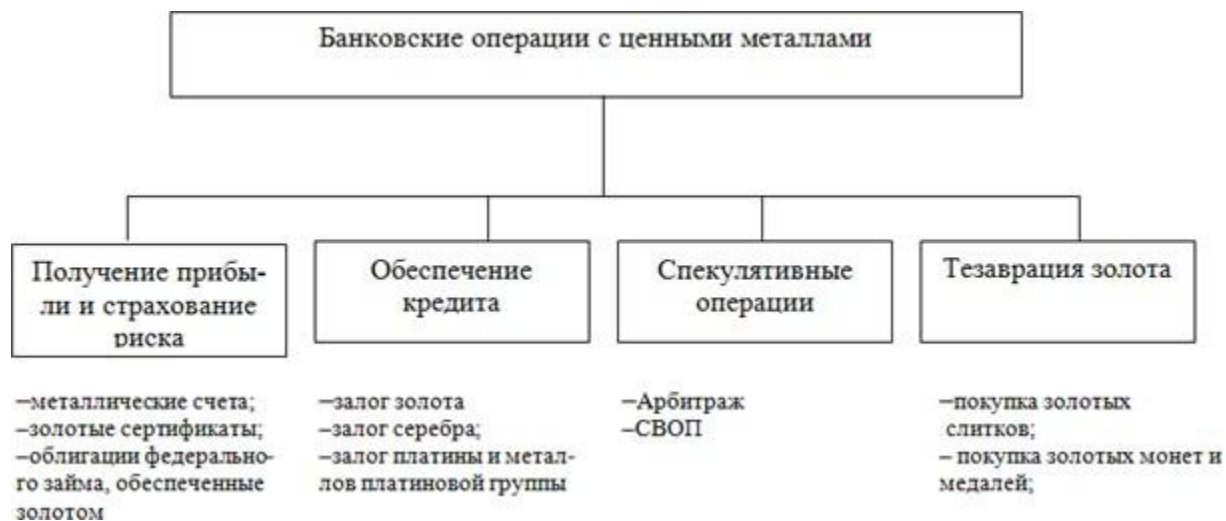 Банковские операции с ценными металлами
Получение прибы-
ли и страхование
риска
Обеспечение
кредита
Спекулятивные
операции
Тезаврация золота
–металлические счета;
–золотые сертификаты;
–облигации федерально-
го займа, обеспеченные
золотом
–залог золота
–залог серебра;
–залог платины и метал-
лов платиновой группы
–Арбитраж
–СВОП
–покупка золотых
слитков;
– покупка золотых монет и
медалей;